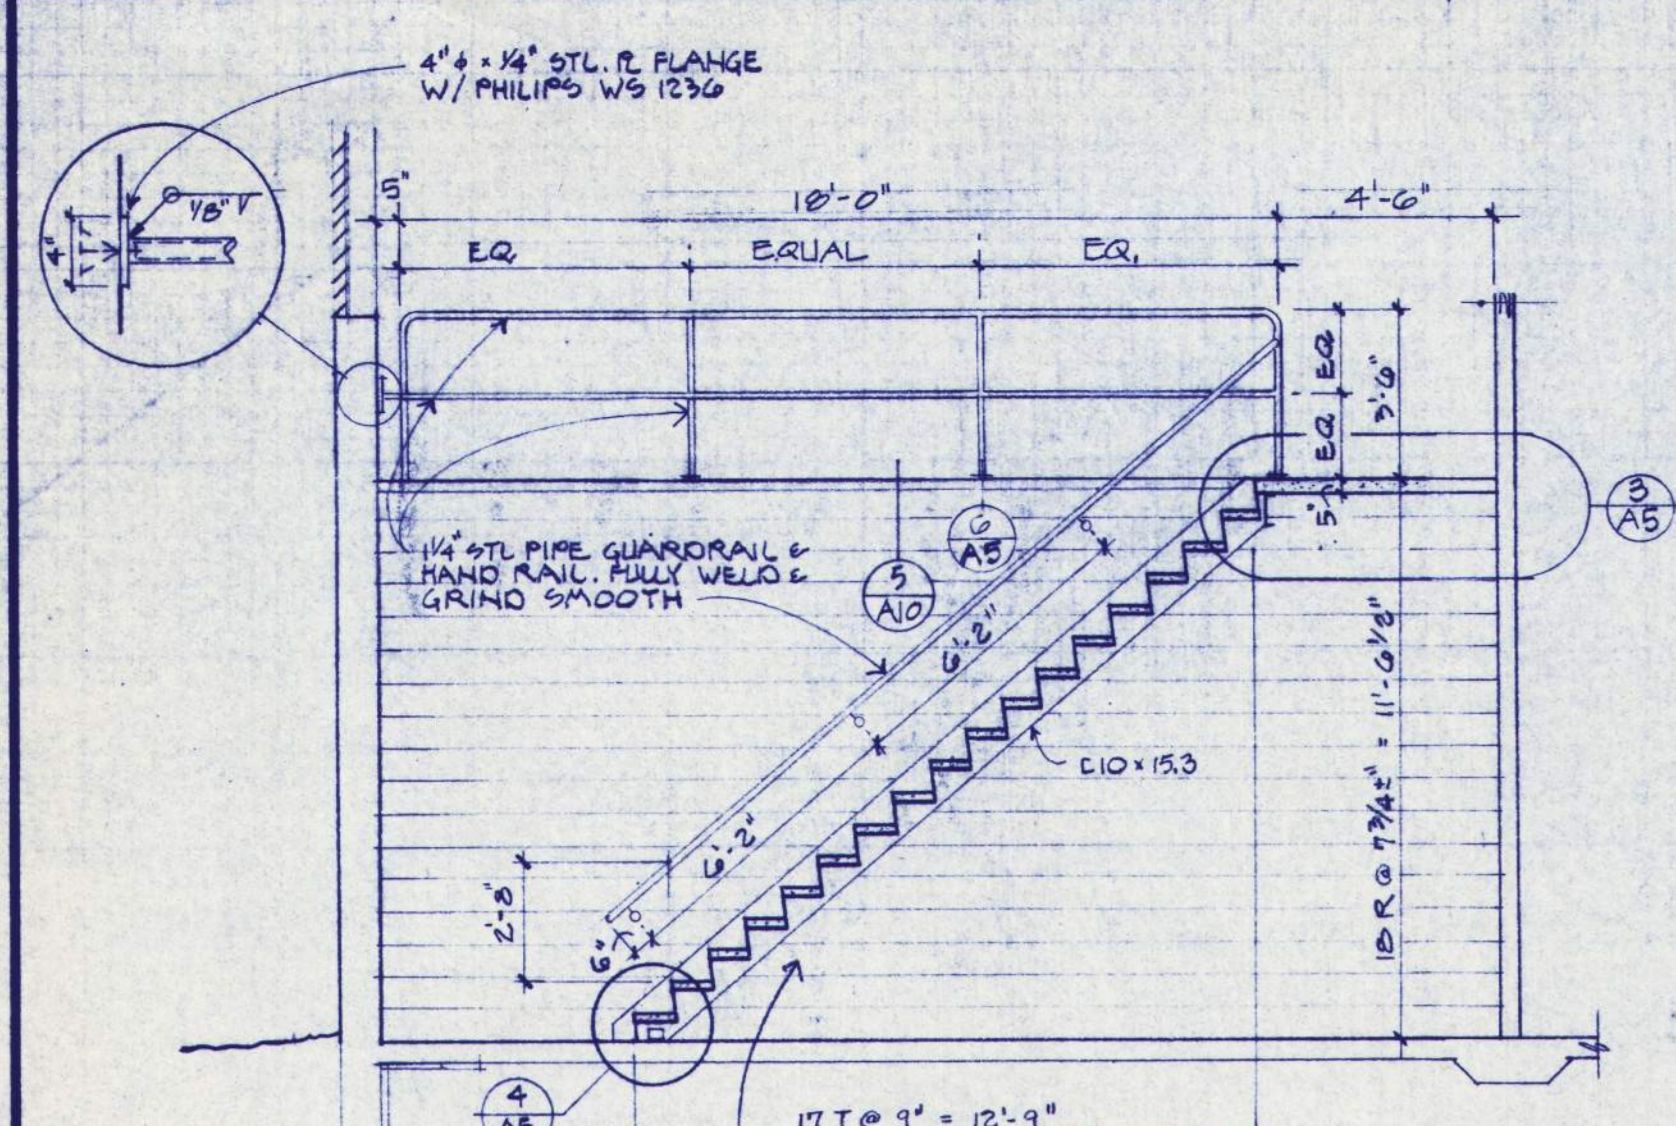 4"⌀ × 1/4" STL. PL FLANGE
W/ PHILIPS WS 1236
1/8" V
4"
5"
18'-0"
4'-6"
EQ.
EQUAL
EQ.
EQ
EQ
3'-6"
5"
3
A5
6
A5
5
A10
1 1/4" STL PIPE GUARDRAIL &
HAND RAIL. FULLY WELD &
GRIND SMOOTH
6'-2"
6'-2"
C10 × 15.3
18 R @ 7 3/4±" = 11'-6 1/2"
2'-8"
6"
4
A5
17 T @ 9" = 12'-9"